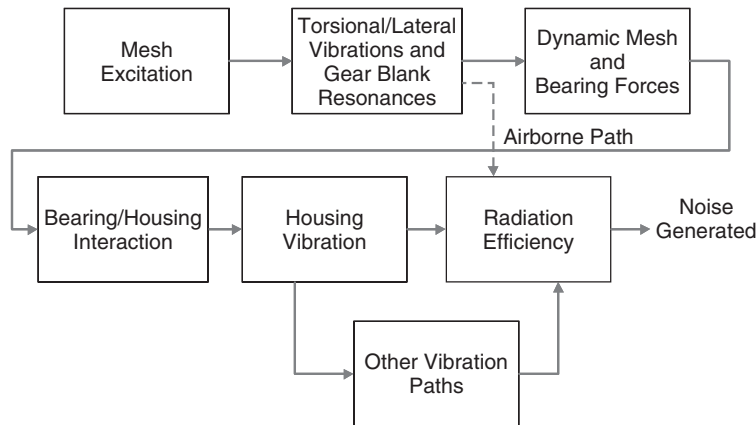 Mesh
Excitation
Torsional/Lateral
Vibrations and
Gear Blank
Resonances
Dynamic Mesh
and
Bearing Forces
Airborne Path
Bearing/Housing
Interaction
Housing
Vibration
Radiation
Efficiency
Noise
Generated
Other Vibration
Paths